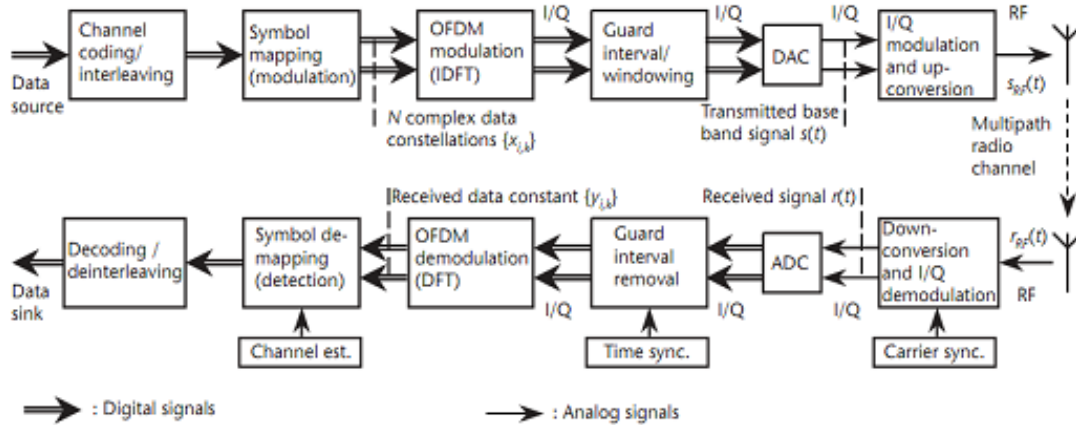 Channel
coding/
interleaving
Symbol
mapping
(modulation)
OFDM
modulation
(IDFT)
I/Q
Guard
interval/
windowing
I/Q
DAC
I/Q
I/Q
modulation
and up-
conversion
RF
s_RF(t)
Data
source
N complex data
constellations {x_i,k}
Transmitted base
band signal s(t)
Multipath
radio
channel
Received data constant {y_i,k}
Received signal r(t)
Decoding /
deinterleaving
Symbol de-
mapping
(detection)
OFDM
demodulation
(DFT)
Guard
interval
removal
ADC
Down-
conversion
and I/Q
demodulation
r_RF(t)
RF
Data
sink
I/Q
I/Q
I/Q
Channel est.
Time sync.
Carrier sync.
: Digital signals
: Analog signals